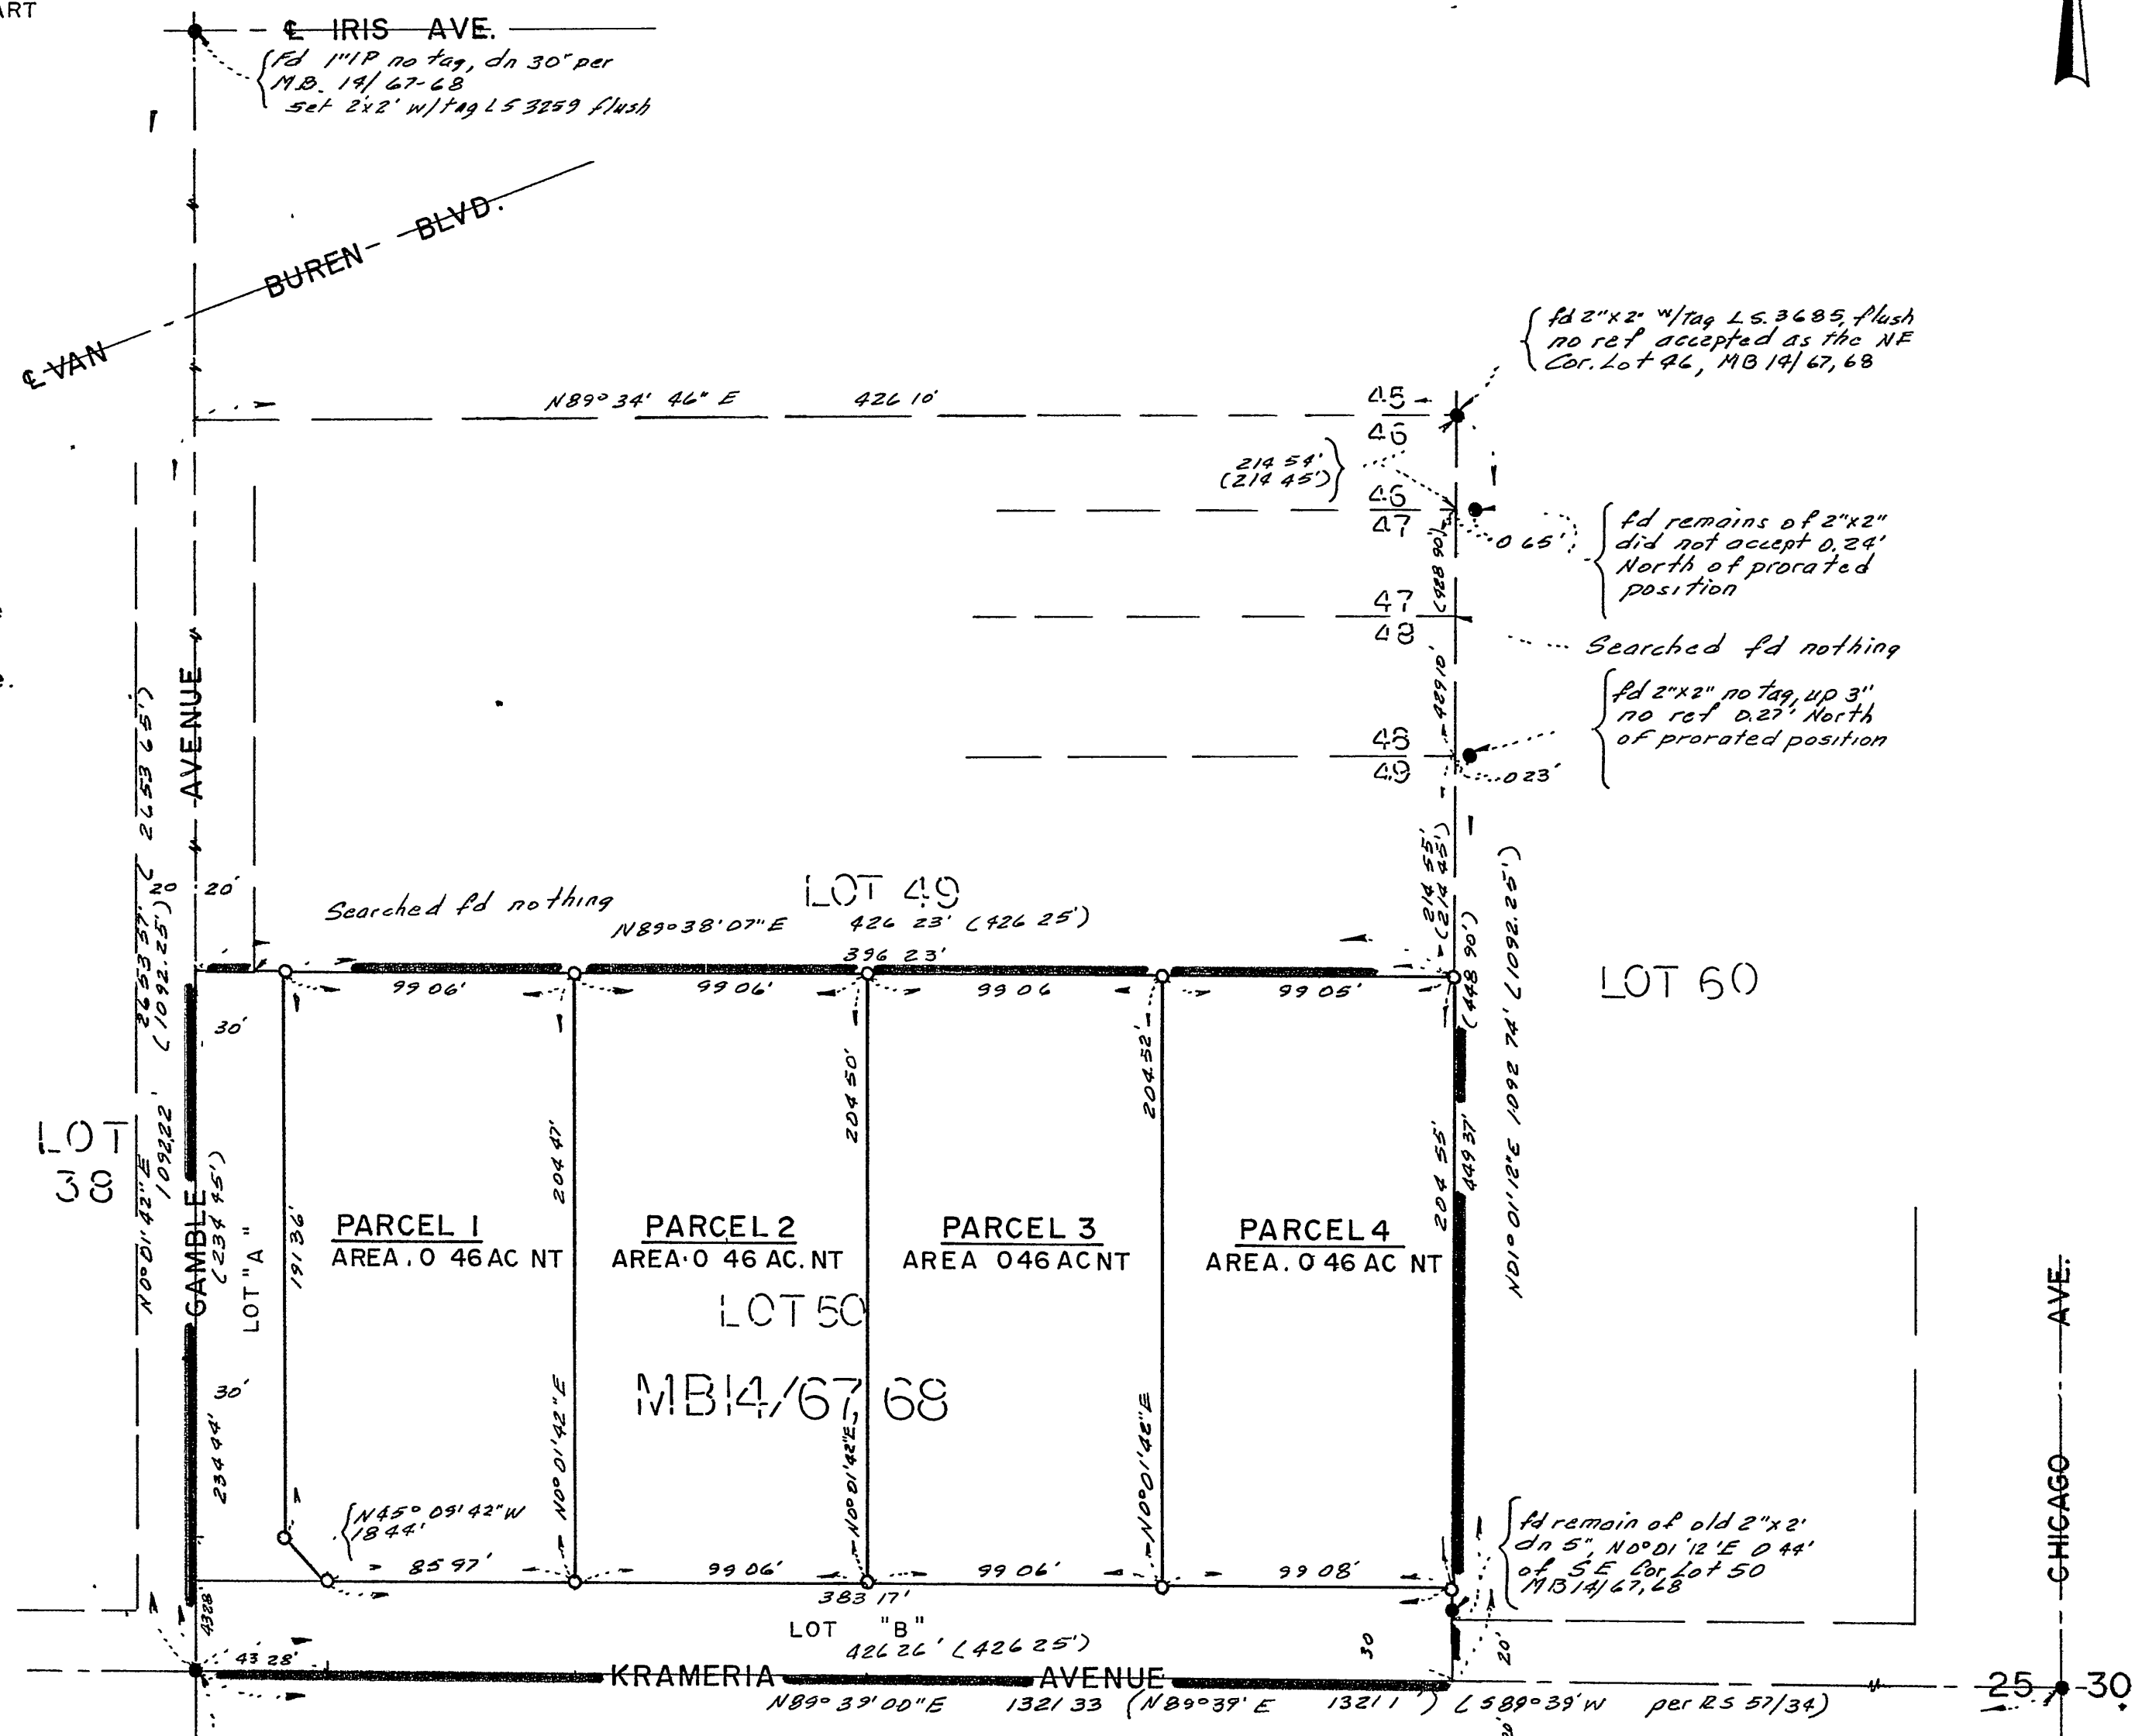 ART
℄ IRIS AVE.
Fd 1" IP no tag, dn 30" per
M.B. 14/67-68
set 2"x2" w/tag LS 3259 flush
℄ VAN BUREN BLVD.
fd 2"x2" w/tag L.S. 3685, flush
no ref accepted as the NE
Cor. Lot 46, MB 14/67,68
N89°34'46"E 426 10'
45
46
214 54'
(214 45')
46
47
0 65'
fd remains of 2"x2"
did not accept 0.24'
North of prorated
position
(428 90')
47
48
Searched fd nothing
429 10'
fd 2"x2" no tag, up 3"
no ref 0.27' North
of prorated position
48
49
0 23'
AVENUE
2653 57' (2653 65')
20 20'
214 55'
(214 45')
LOT 49
Searched fd nothing
N89°38'07"E 426 23' (426 25')
396 23'
99 06' 99 06' 99 06 99 05'
LOT 60
(448 90')
N01°01'12"E 1092 74' (1092.25')
30'
1092.22' (1092.25')
N0°01'42"E
204 50'
204.52'
LOT
38
GAMBLE
(234 45')
LOT "A"
191 36'
204 47'
204 55'
449 37'
PARCEL 1
AREA. 0 46 AC NT
PARCEL 2
AREA. 0 46 AC. NT
PARCEL 3
AREA 0 46 AC NT
PARCEL 4
AREA. 0 46 AC NT
LOT 50
MB 14/67, 68
30'
234 44'
N0°01'42"E
N0°01'42"E
N0°01'42"E
CHICAGO AVE.
N45°09'42"W
18 44'
fd remain of old 2"x2'
dn 5", N0°01'12'E 0 44'
of S E Cor Lot 50
MB 14/67,68
85 97' 99 06' 99 06' 99 08'
383 17'
43 28'
LOT "B"
426 26' (426 25')
30
20'
43 28'
KRAMERIA AVENUE
25 30
N89°39'00"E 1321 33 (N89°39'E 1321 1') (S89°39'W per RS 57/34)